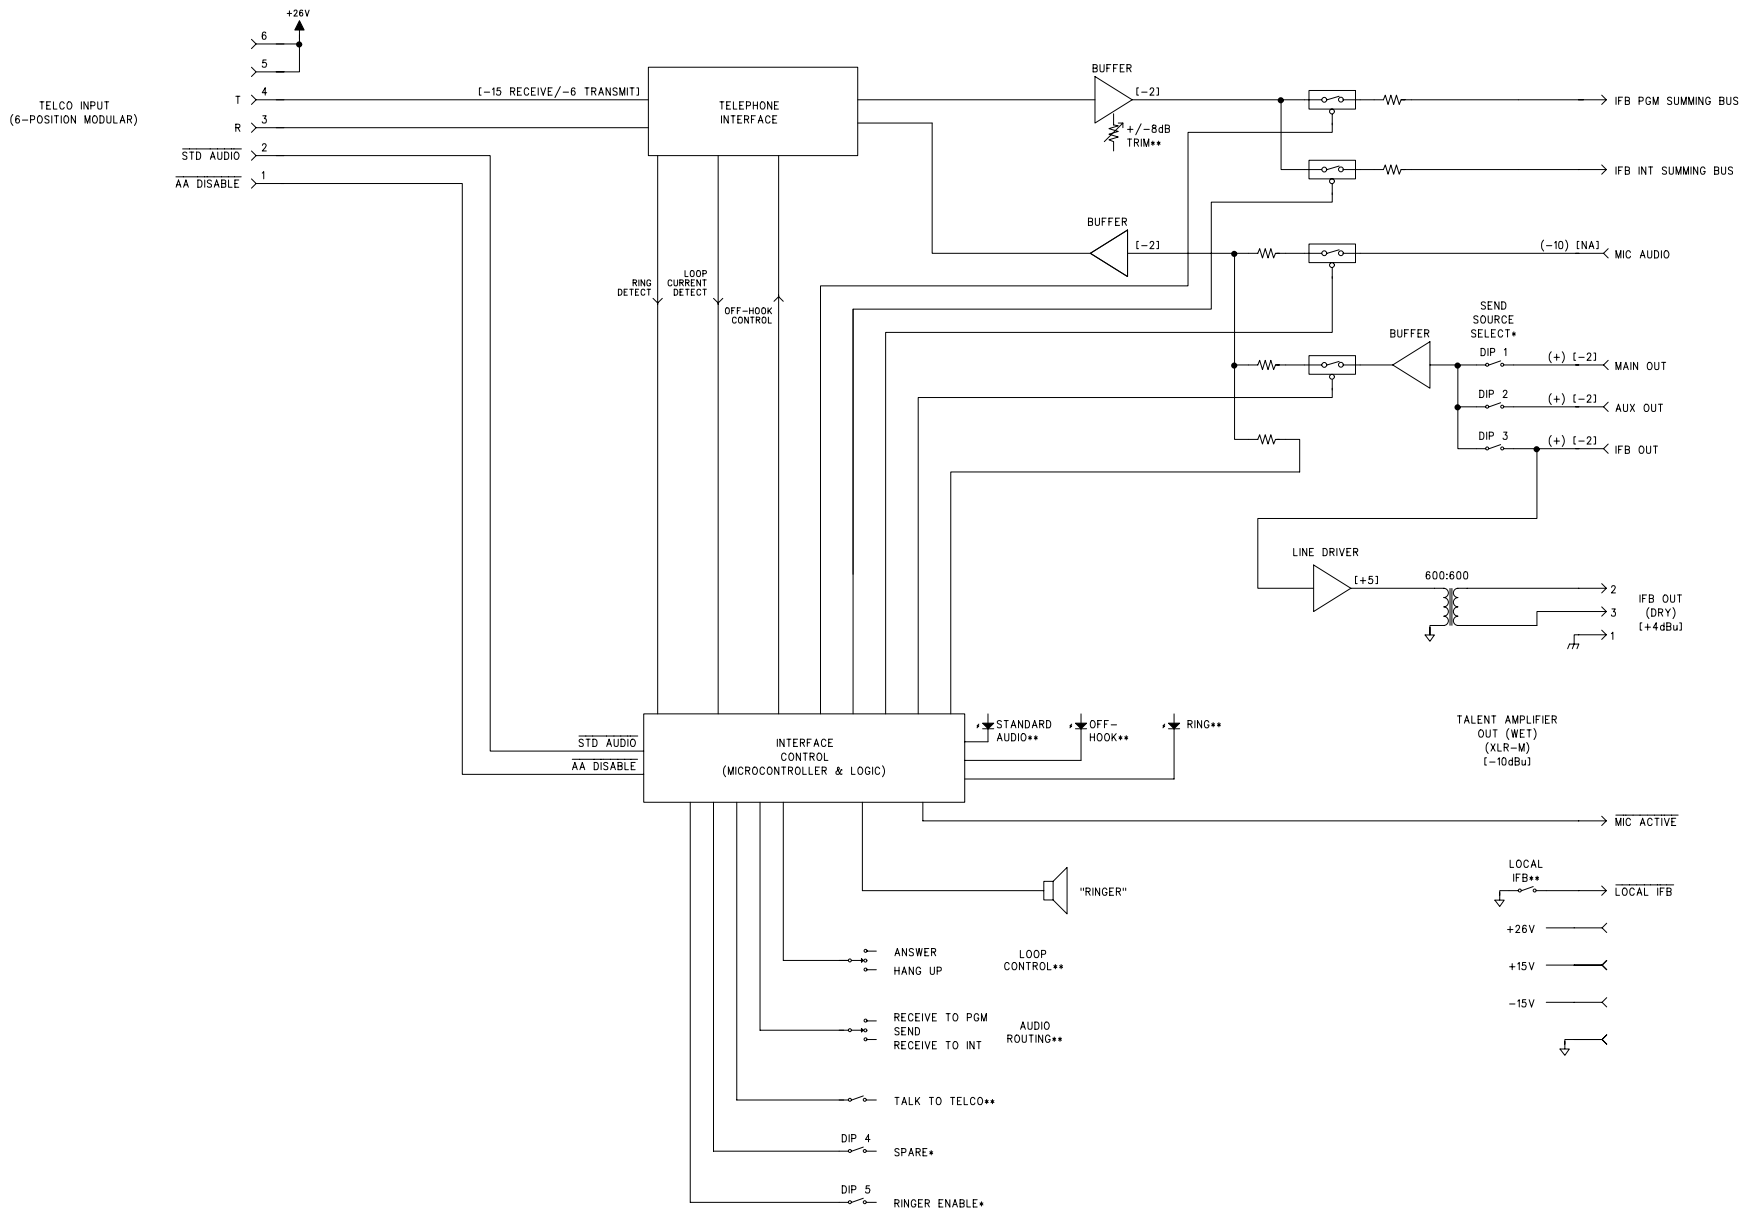 +26V
6
5
TELCO INPUT
(6-POSITION MODULAR)
T 4
R 3
STD AUDIO 2
AA DISABLE 1
[-15 RECEIVE/-6 TRANSMIT]
TELEPHONE
INTERFACE
BUFFER
[-2]
+/-8dB
TRIM**
IFB PGM SUMMING BUS
IFB INT SUMMING BUS
BUFFER
[-2]
(-10) [NA]
MIC AUDIO
RING
DETECT
LOOP
CURRENT
DETECT
OFF-HOOK
CONTROL
SEND
SOURCE
SELECT*
BUFFER
DIP 1
(+) [-2]
MAIN OUT
DIP 2
(+) [-2]
AUX OUT
DIP 3
(+) [-2]
IFB OUT
LINE DRIVER
[+5]
600:600
2
3
1
IFB OUT
(DRY)
[+4dBu]
STD AUDIO
AA DISABLE
INTERFACE
CONTROL
(MICROCONTROLLER & LOGIC)
STANDARD
AUDIO**
OFF-
HOOK**
RING**
TALENT AMPLIFIER
OUT (WET)
(XLR-M)
[-10dBu]
MIC ACTIVE
"RINGER"
LOCAL
IFB**
LOCAL IFB
+26V
+15V
-15V
ANSWER
HANG UP
LOOP
CONTROL**
RECEIVE TO PGM
SEND
RECEIVE TO INT
AUDIO
ROUTING**
TALK TO TELCO**
DIP 4
SPARE*
DIP 5
RINGER ENABLE*